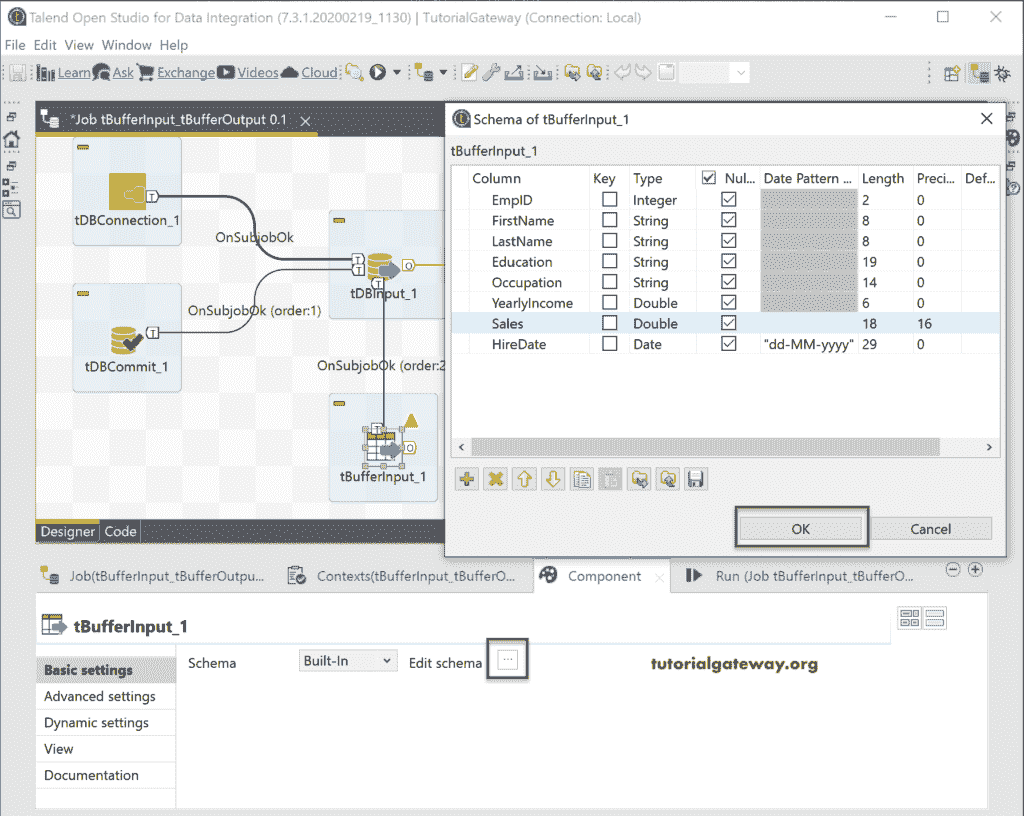 Talend Open Studio for Data Integration (7.3.1.20200219_1130) | TutorialGateway (Connection: Local)
File Edit View Window Help
Learn Ask Exchange Videos Cloud
*Job tBufferInput_tBufferOutput 0.1
tDBConnection_1
OnSubjobOk
T
T
T
O
tDBInput_1
T
OnSubjobOk (order:1)
T
tDBCommit_1
OnSubjobOk (order:2
T
O
tBufferInput_1
Designer Code
Schema of tBufferInput_1
tBufferInput_1
Column Key Type Nul... Date Pattern ... Length Preci... Def...
EmpID Integer 2 0
FirstName String 8 0
LastName String 8 0
Education String 19 0
Occupation String 14 0
YearlyIncome Double 6 0
Sales Double 18 16
HireDate Date "dd-MM-yyyy" 29 0
OK Cancel
Job(tBufferInput_tBufferOutpu... Contexts(tBufferInput_tBufferO... Component Run (Job tBufferInput_tBufferO...
tBufferInput_1
Basic settings
Advanced settings
Dynamic settings
View
Documentation
Schema Built-In Edit schema ...
tutorialgateway.org